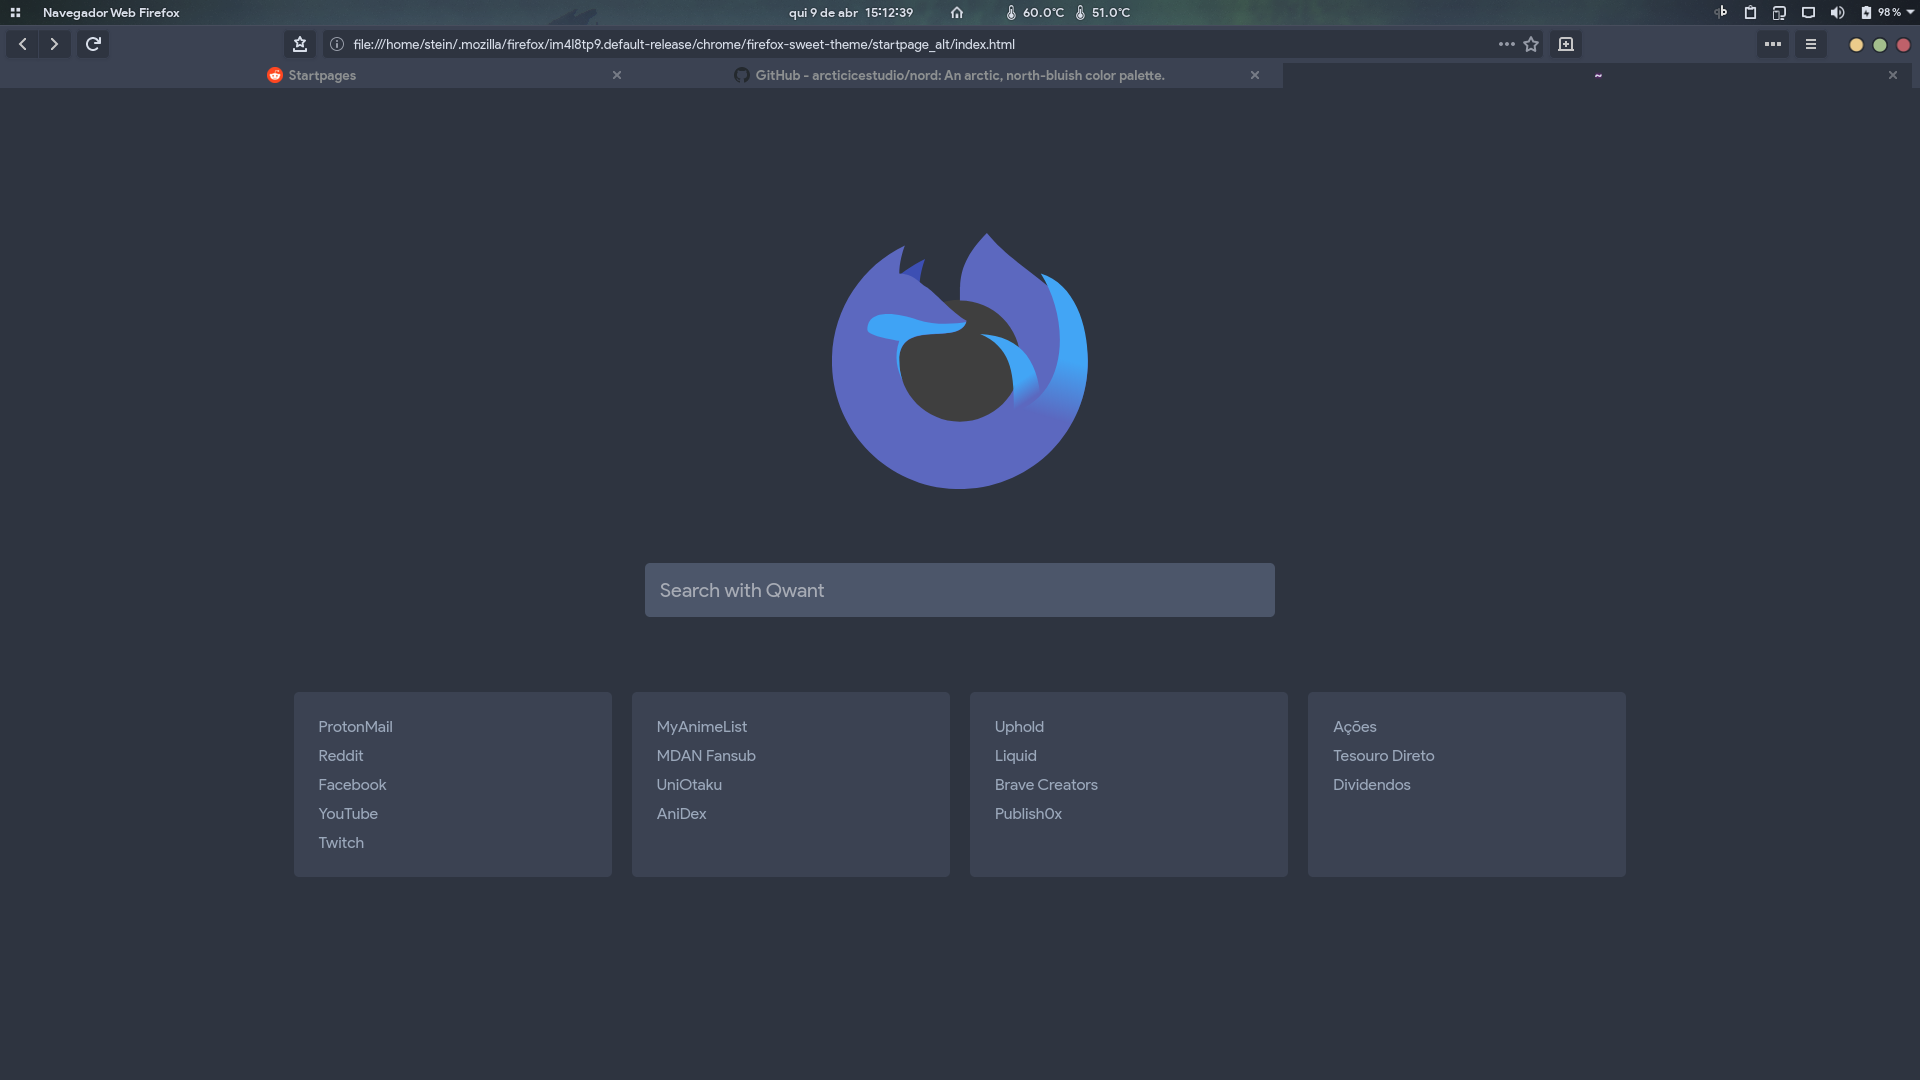 Navegador Web Firefox
qui 9 de abr 15:12:39
60.0°C 51.0°C
98 %
file:///home/stein/.mozilla/firefox/im4l8tp9.default-release/chrome/firefox-sweet-theme/startpage_alt/index.html
Startpages
GitHub - arcticicestudio/nord: An arctic, north-bluish color palette.
~
Search with Qwant
ProtonMail
Reddit
Facebook
YouTube
Twitch
MyAnimeList
MDAN Fansub
UniOtaku
AniDex
Uphold
Liquid
Brave Creators
Publish0x
Ações
Tesouro Direto
Dividendos